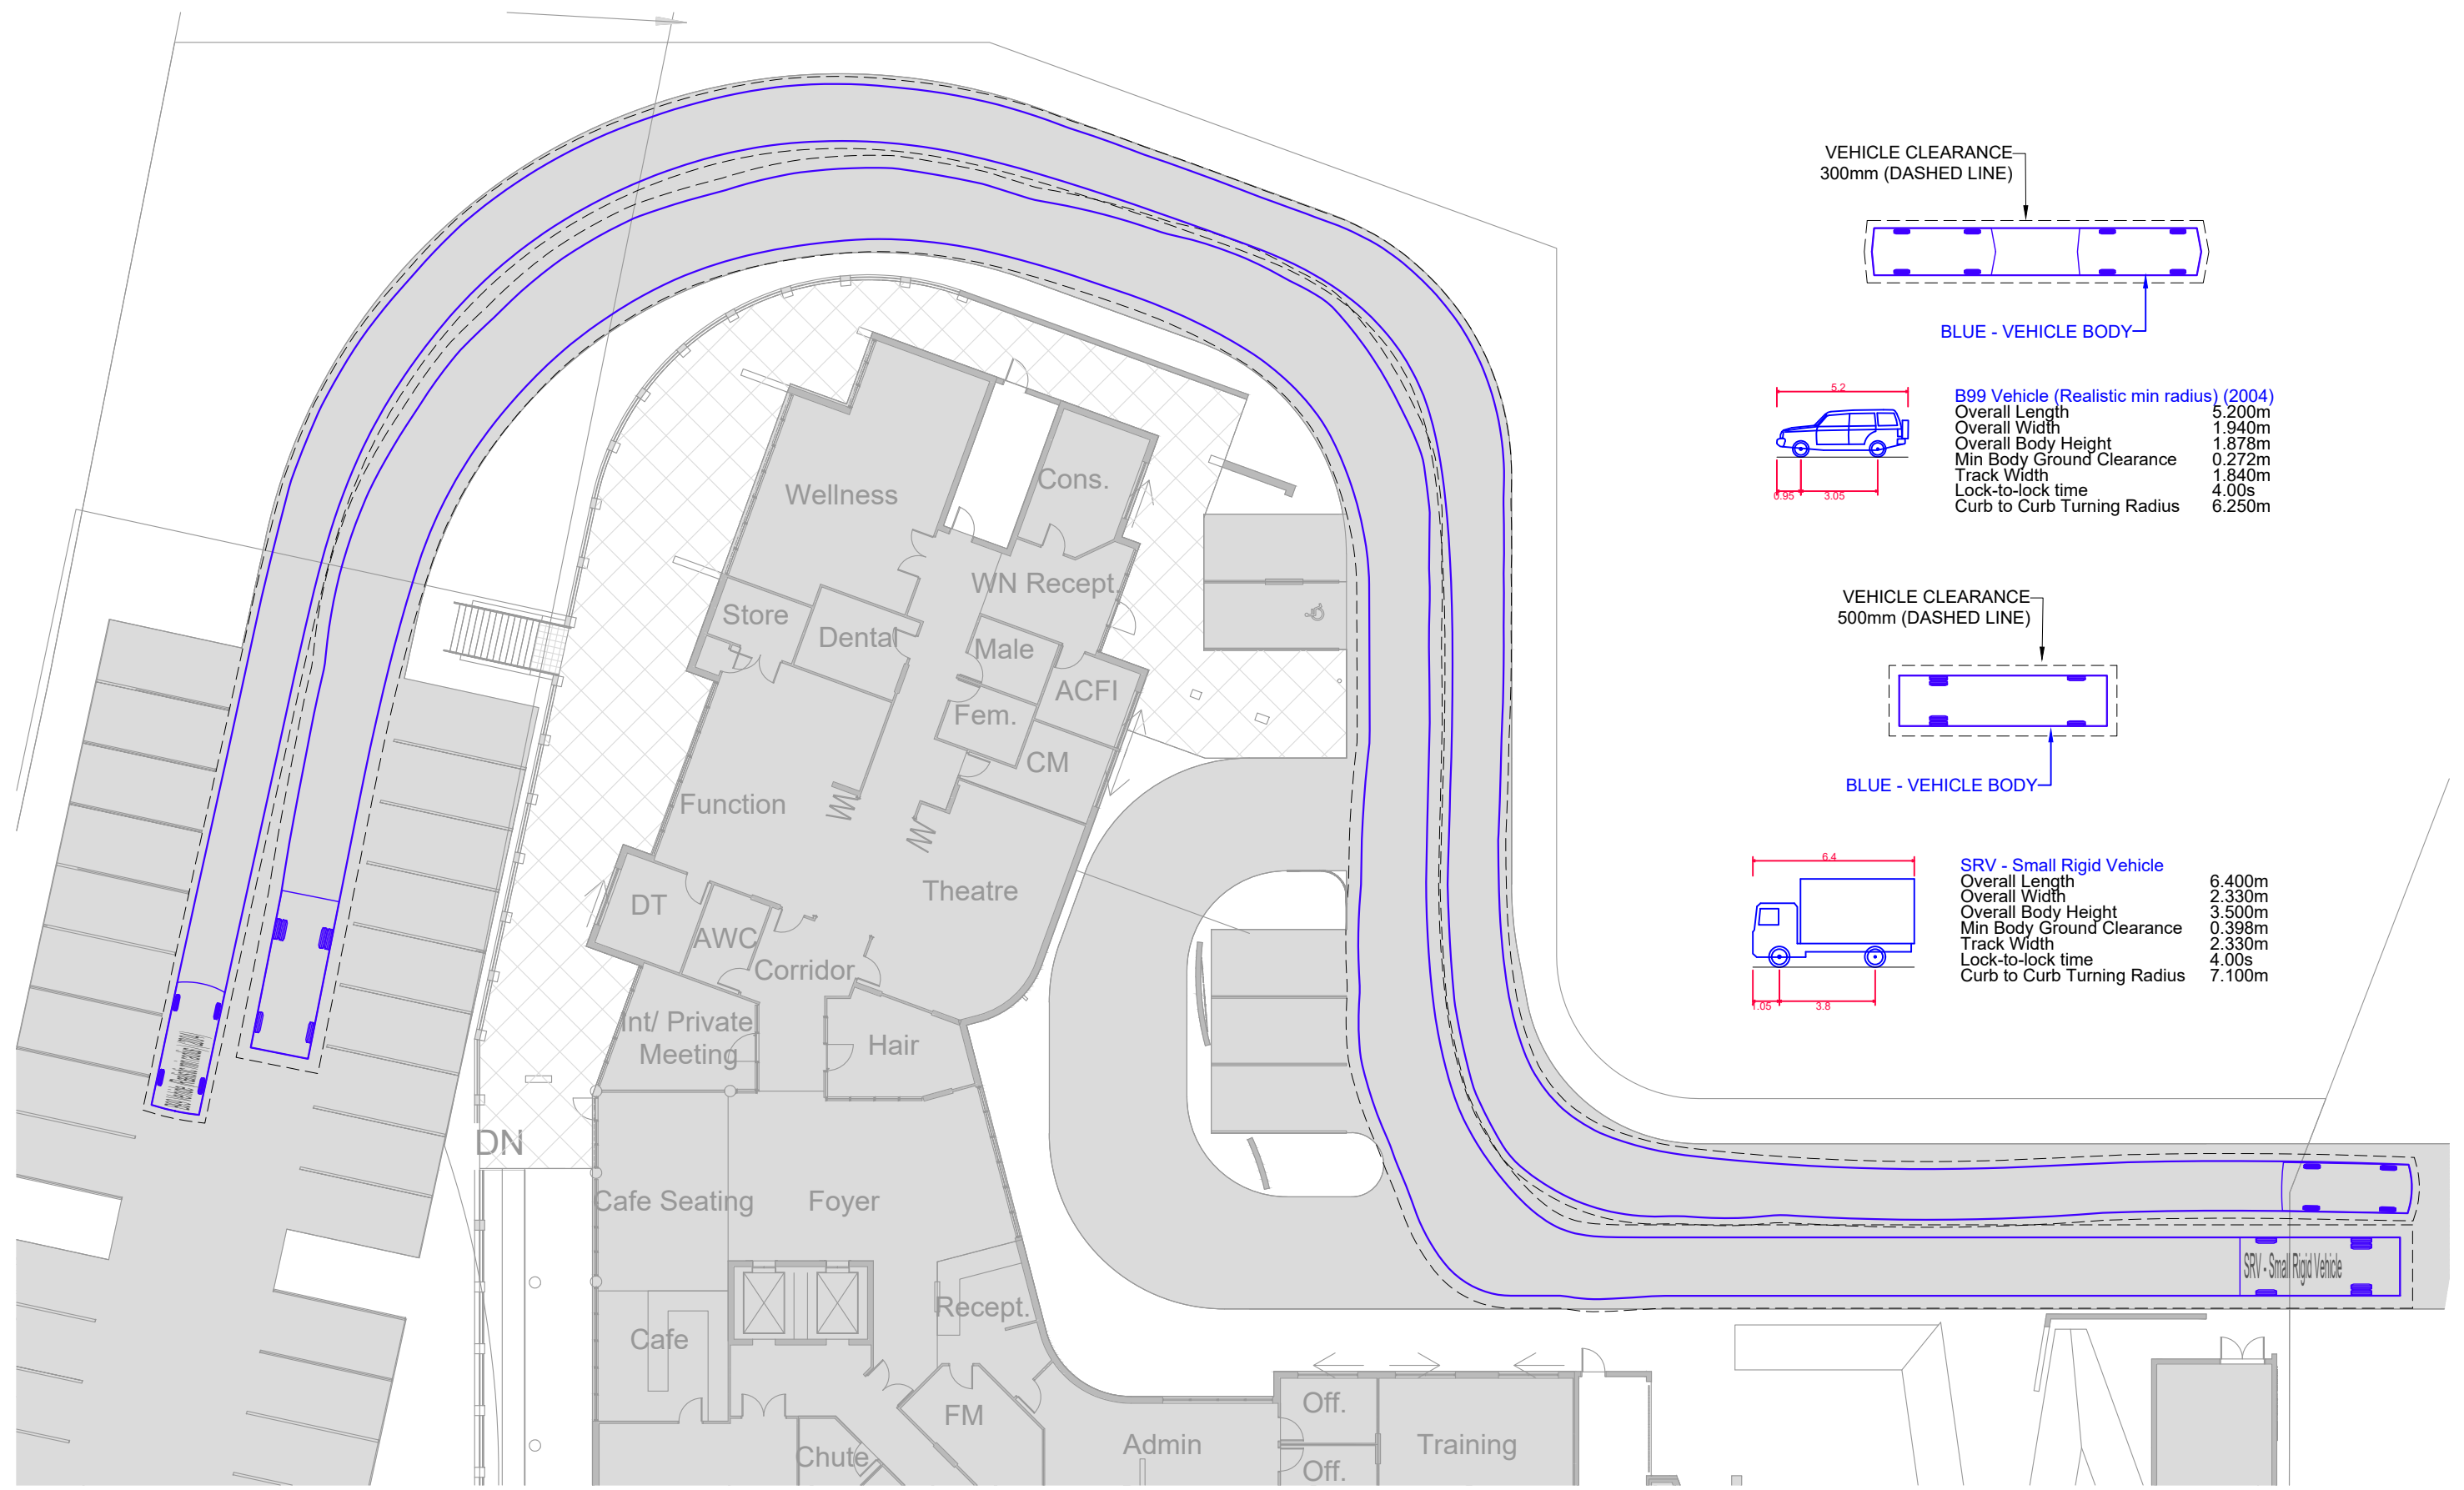 VEHICLE CLEARANCE
300mm (DASHED LINE)
BLUE - VEHICLE BODY
5.2
0.95
3.05
B99 Vehicle (Realistic min radius) (2004)
Overall Length 5.200m
Overall Width 1.940m
Overall Body Height 1.878m
Min Body Ground Clearance 0.272m
Track Width 1.840m
Lock-to-lock time 4.00s
Curb to Curb Turning Radius 6.250m
VEHICLE CLEARANCE
500mm (DASHED LINE)
BLUE - VEHICLE BODY
6.4
1.05
3.8
SRV - Small Rigid Vehicle
Overall Length 6.400m
Overall Width 2.330m
Overall Body Height 3.500m
Min Body Ground Clearance 0.398m
Track Width 2.330m
Lock-to-lock time 4.00s
Curb to Curb Turning Radius 7.100m
Wellness
Cons.
WN Recept.
Store
Dental
Male
ACFI
Fem.
CM
Function
Theatre
DT
AWC
Corridor
Int/ Private
Meeting
Hair
DN
Cafe Seating
Foyer
Recept.
Cafe
FM
Chute
Admin
Off.
Off.
Training
SRV - Small Rigid Vehicle